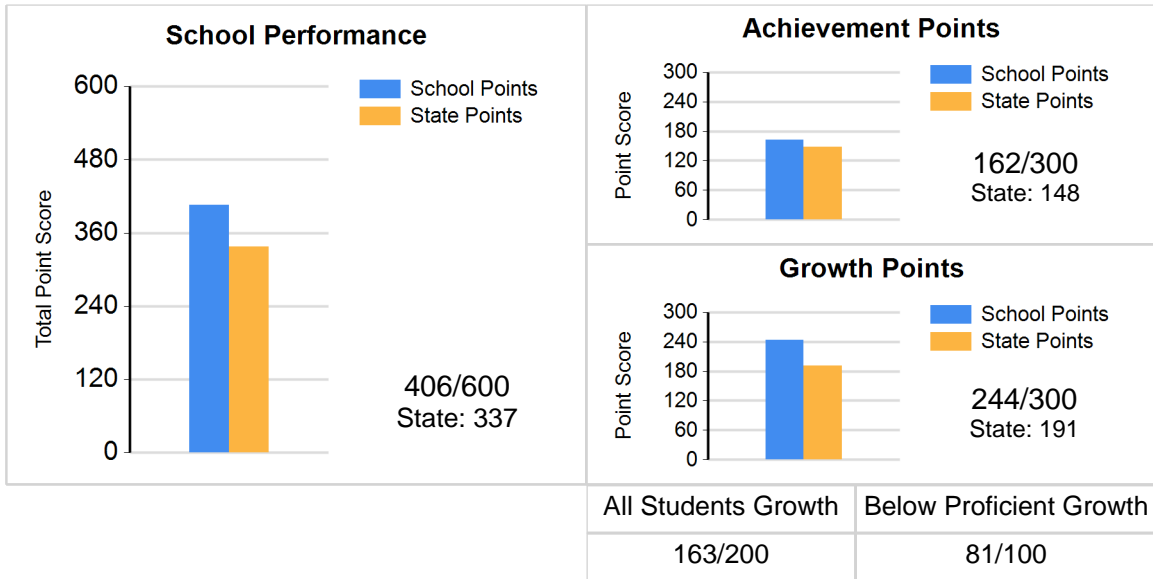 School Performance
600
480
360
240
120
0
Total Point Score
School Points
State Points
406/600
State: 337
Achievement Points
300
240
180
120
60
0
Point Score
School Points
State Points
162/300
State: 148
Growth Points
300
240
180
120
60
0
Point Score
School Points
State Points
244/300
State: 191
All Students Growth
Below Proficient Growth
163/200
81/100